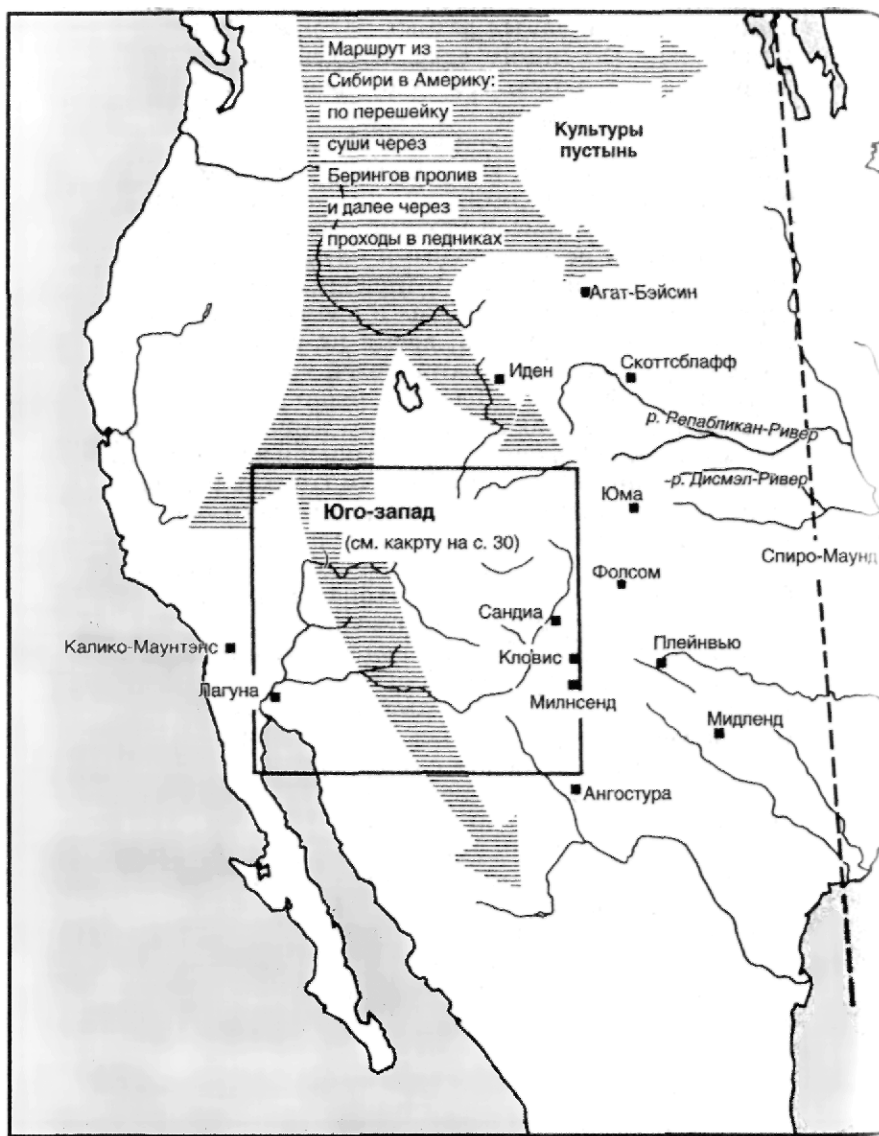 Маршрут из
Сибири в Америку:
по перешейку
суши через
Берингов пролив
и далее через
проходы в ледниках
Культуры
пустынь
Агат-Бэйсин
Иден
Скоттсблафф
р. Репабликан-Ривер
р. Дисмэл-Ривер
Юма
Юго-запад
(см. какрту на с. 30)
Спиро-Маунд
Фолсом
Сандиа
Калико-Маунтэнс
Кловис
Плейнвью
Лагуна
Милнсенд
Мидленд
Ангостура